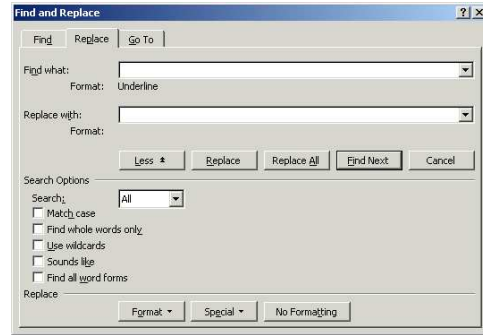 Find and Replace
Find Replace Go To
Find what:
Format: Underline
Replace with:
Format:
Less Replace Replace All Find Next Cancel
Search Options
Search: All
Match case
Find whole words only
Use wildcards
Sounds like
Find all word forms
Replace
Format Special No Formatting